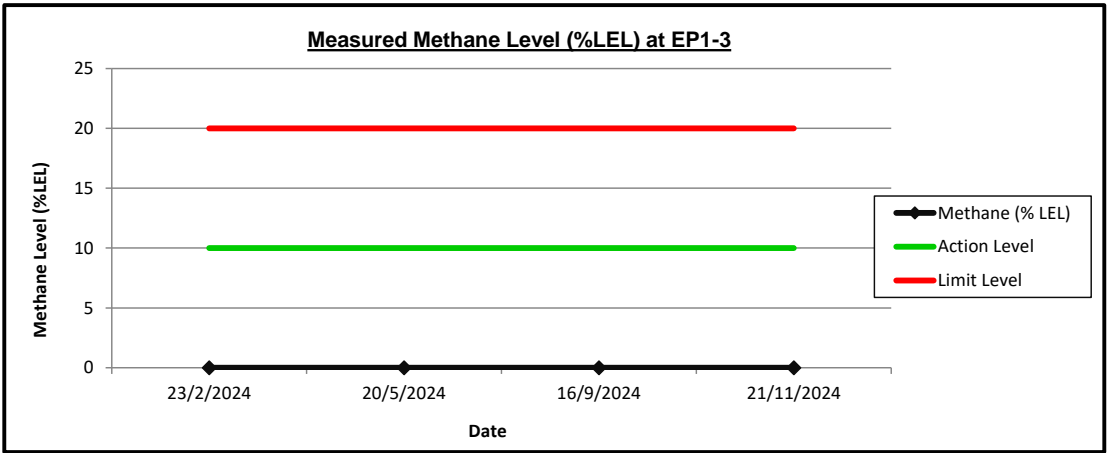 Measured Methane Level (%LEL) at EP1-3
25
20
15
10
5
0
Methane Level (%LEL)
23/2/2024 20/5/2024 16/9/2024 21/11/2024
Date
Methane (% LEL)
Action Level
Limit Level